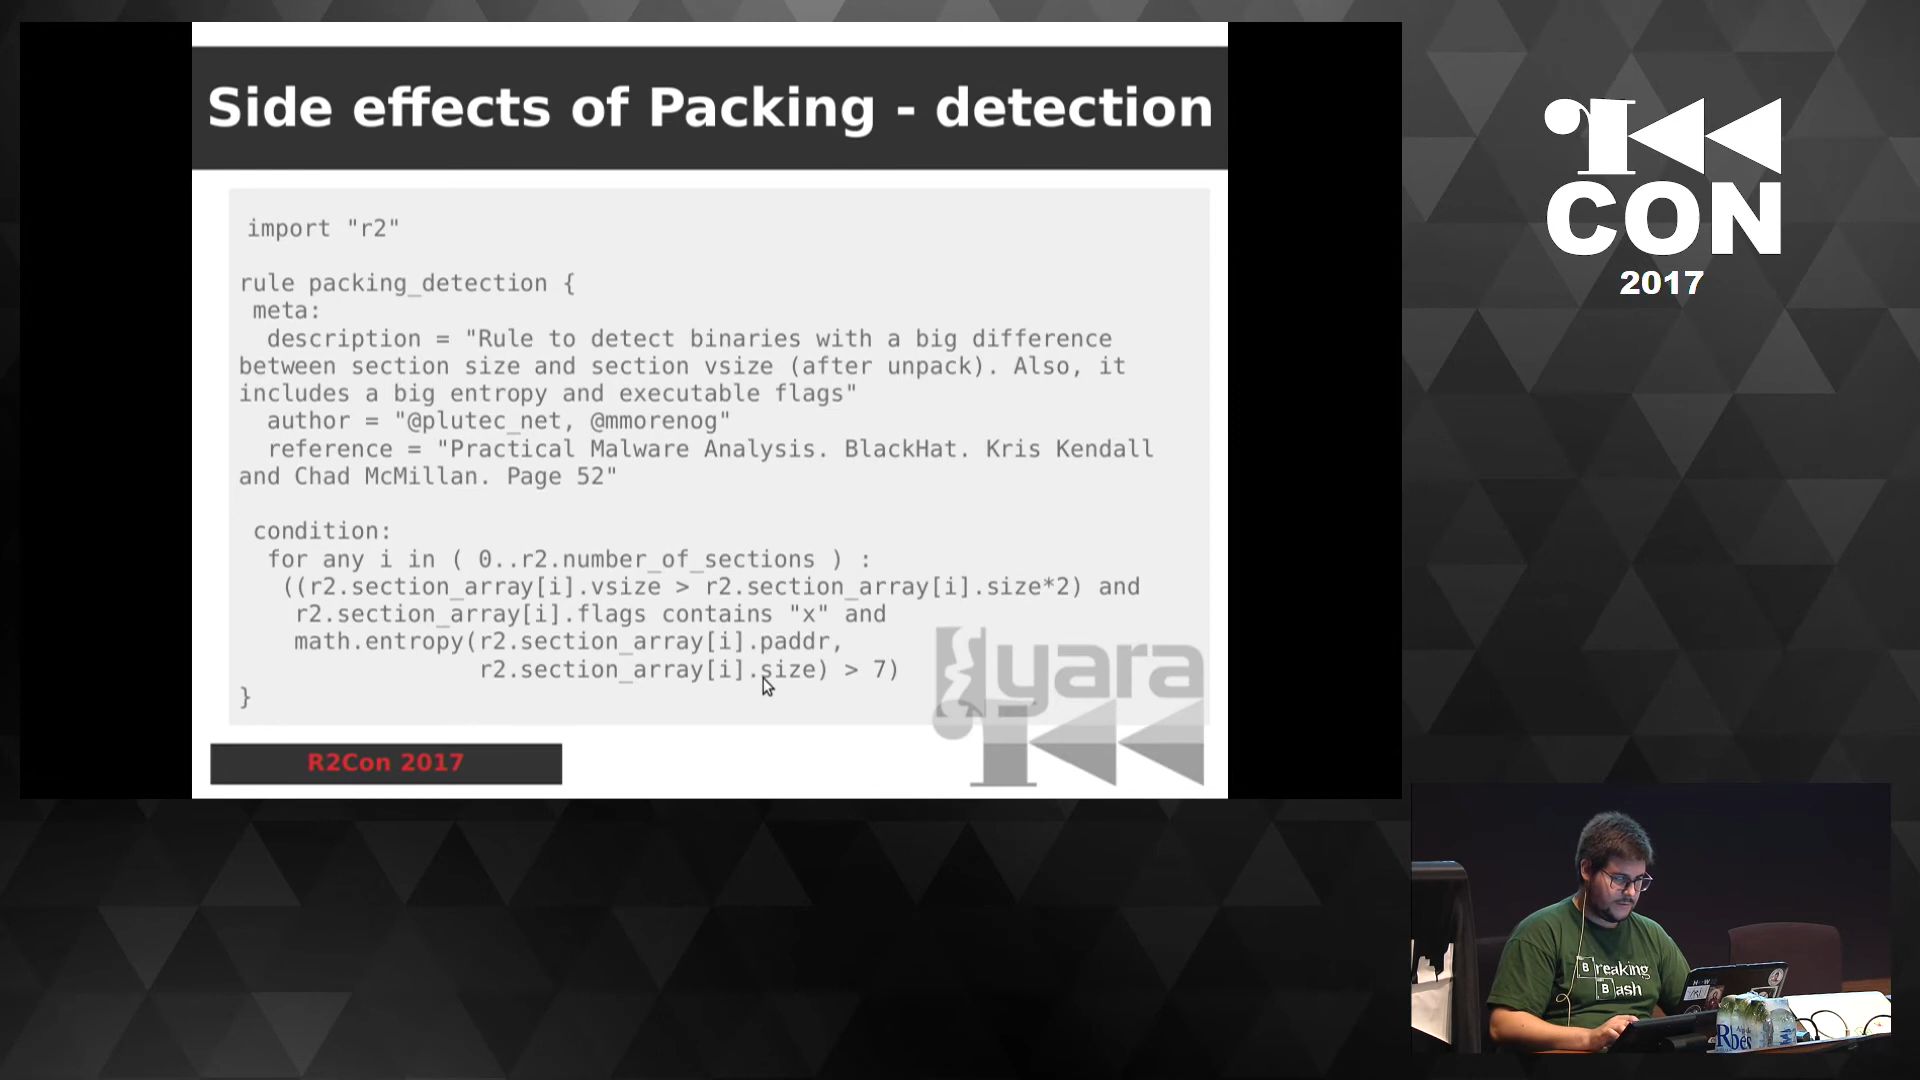 Side effects of Packing - detection
import "r2"
rule packing_detection {
meta:
description = "Rule to detect binaries with a big difference
between section size and section vsize (after unpack). Also, it
includes a big entropy and executable flags"
author = "@plutec_net, @mmorenog"
reference = "Practical Malware Analysis. BlackHat. Kris Kendall
and Chad McMillan. Page 52"
condition:
for any i in ( 0..r2.number_of_sections ) :
((r2.section_array[i].vsize > r2.section_array[i].size*2) and
r2.section_array[i].flags contains "x" and
math.entropy(r2.section_array[i].paddr,
r2.section_array[i].size) > 7)
}
yara
R2Con 2017
CON
2017
Breaking
Bash